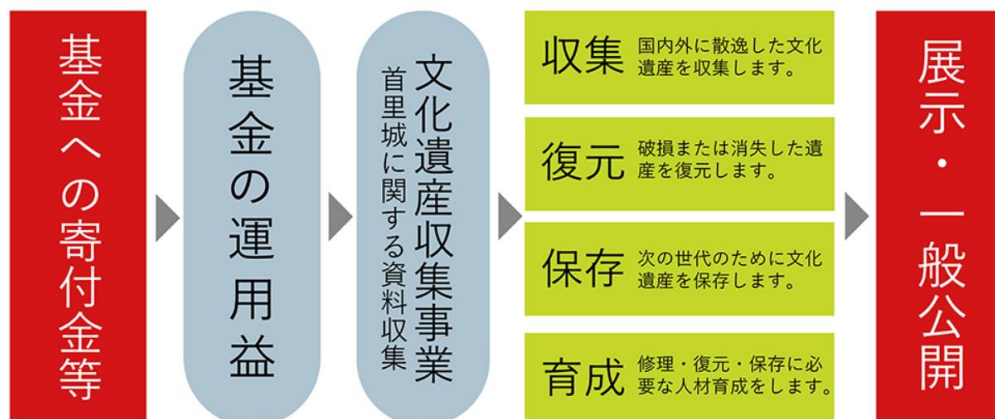 基金への寄付金等
基金の運用益
文化遺産収集事業
首里城に関する資料収集
収集
国内外に散逸した文化
遺産を収集します。
復元
破損または消失した遺
産を復元します。
保存
次の世代のために文化
遺産を保存します。
育成
修理・復元・保存に必
要な人材育成をします。
展示・一般公開